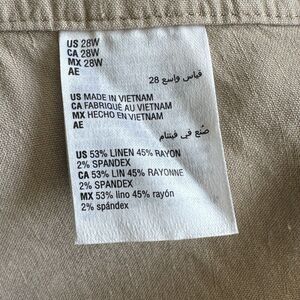 US 28W
CA 28W
MX 28W
AE
قياس واسع 28
US MADE IN VIETNAM
CA FABRIQUÉ AU VIETNAM
MX HECHO EN VIETNAM
AE
صُنع في فيتنام
US 53% LINEN 45% RAYON
2% SPANDEX
CA 53% LIN 45% RAYONNE
2% SPANDEX
MX 53% lino 45% rayón
2% spándex